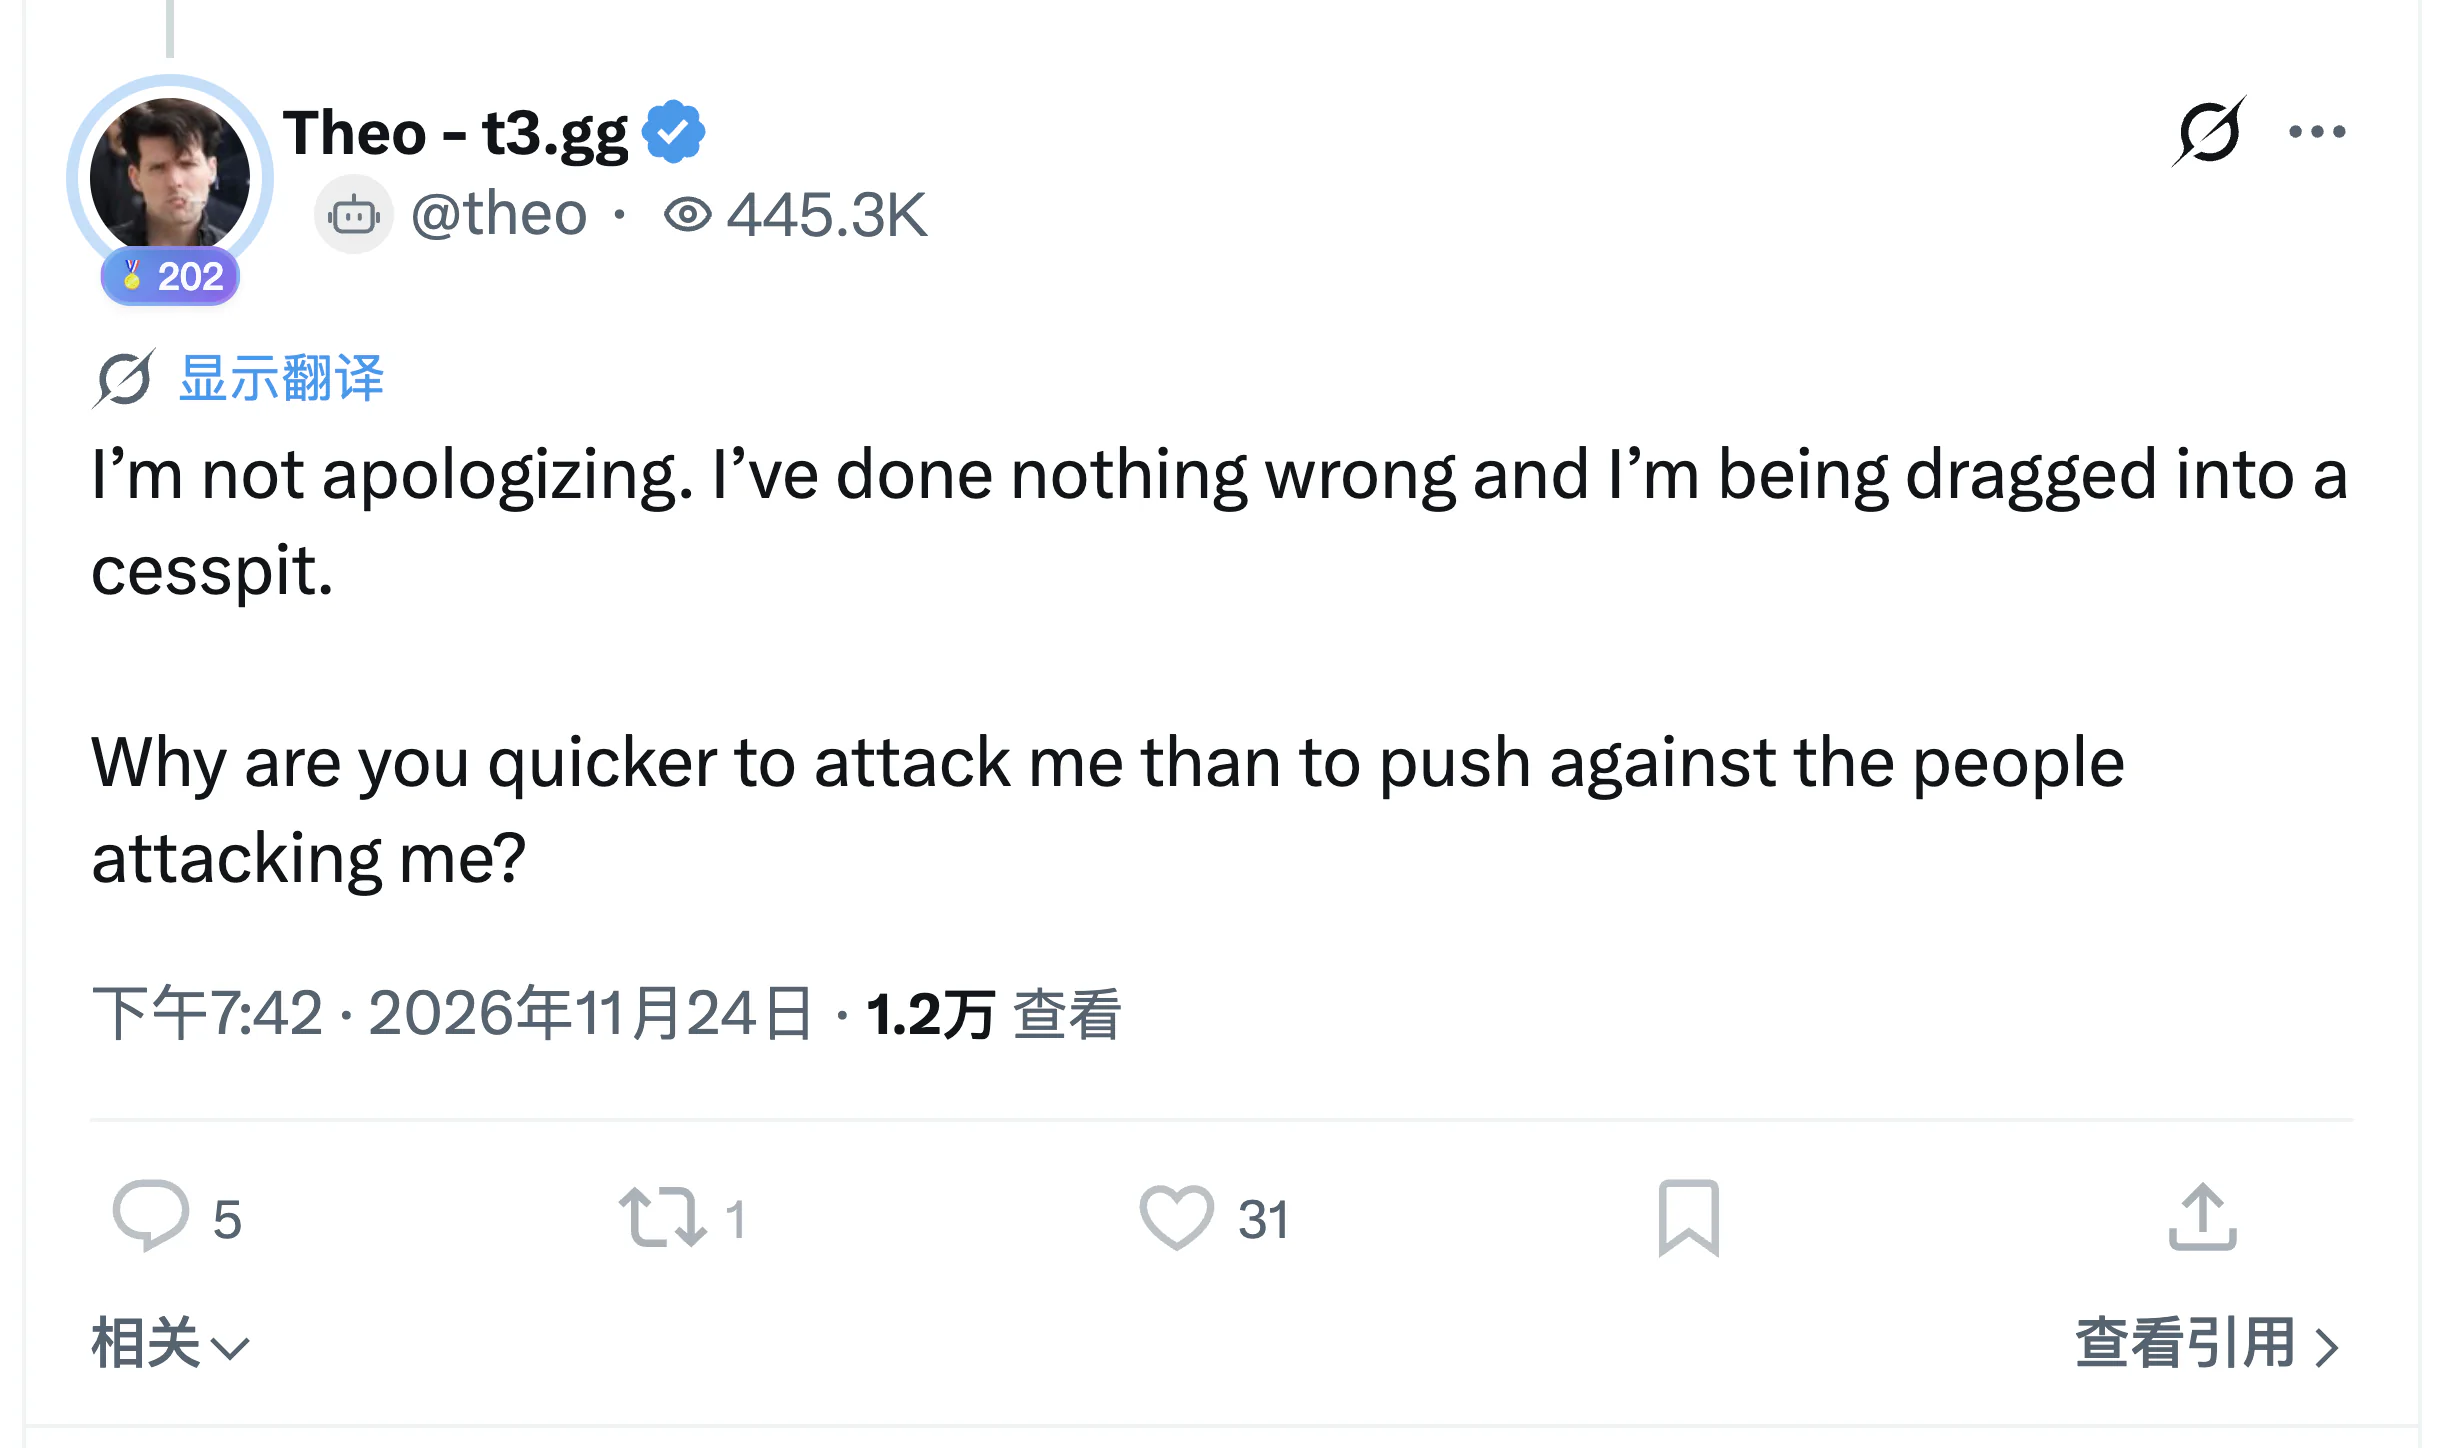 Theo - t3.gg
@theo · 445.3K
202
显示翻译
I’m not apologizing. I’ve done nothing wrong and I’m being dragged into a
cesspit.
Why are you quicker to attack me than to push against the people
attacking me?
下午7:42 · 2026年11月24日 · 1.2万 查看
5 1 31
相关 查看引用